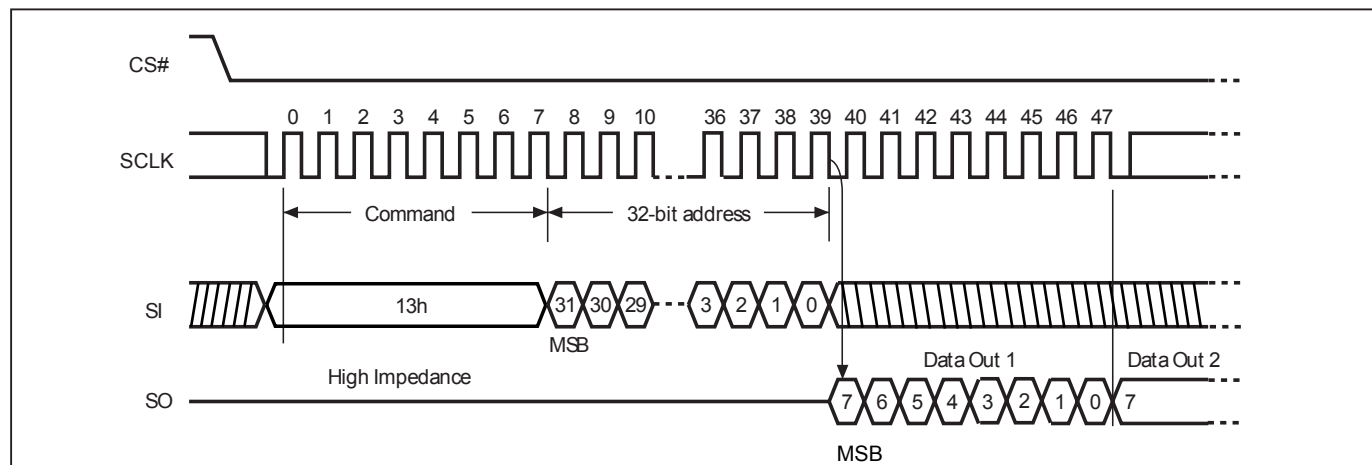 CS#
0 1 2 3 4 5 6 7 8 9 10 36 37 38 39 40 41 42 43 44 45 46 47
SCLK
Command 32-bit address
SI 13h 31 30 29 3 2 1 0
MSB
High Impedance Data Out 1 Data Out 2
SO 7 6 5 4 3 2 1 0 7
MSB